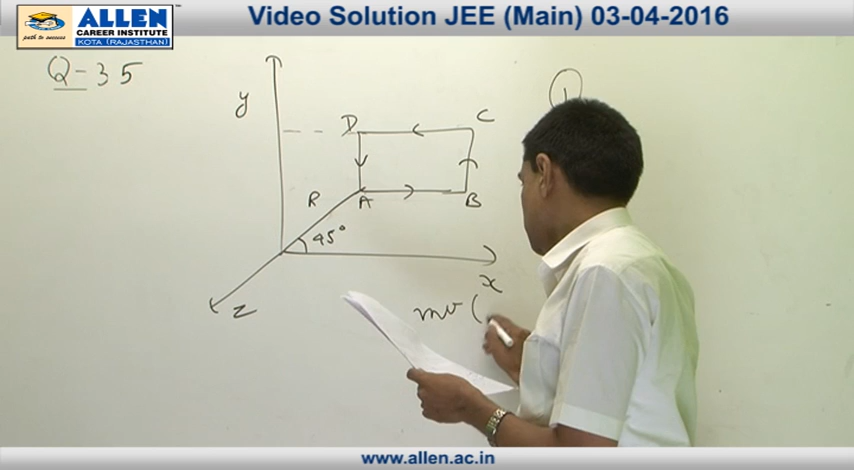 Video Solution JEE (Main) 03-04-2016
path to success
ALLEN
CAREER INSTITUTE
KOTA (RAJASTHAN)
Q-35
y
D
C
R
A
B
45°
x
z
mv (
www.allen.ac.in